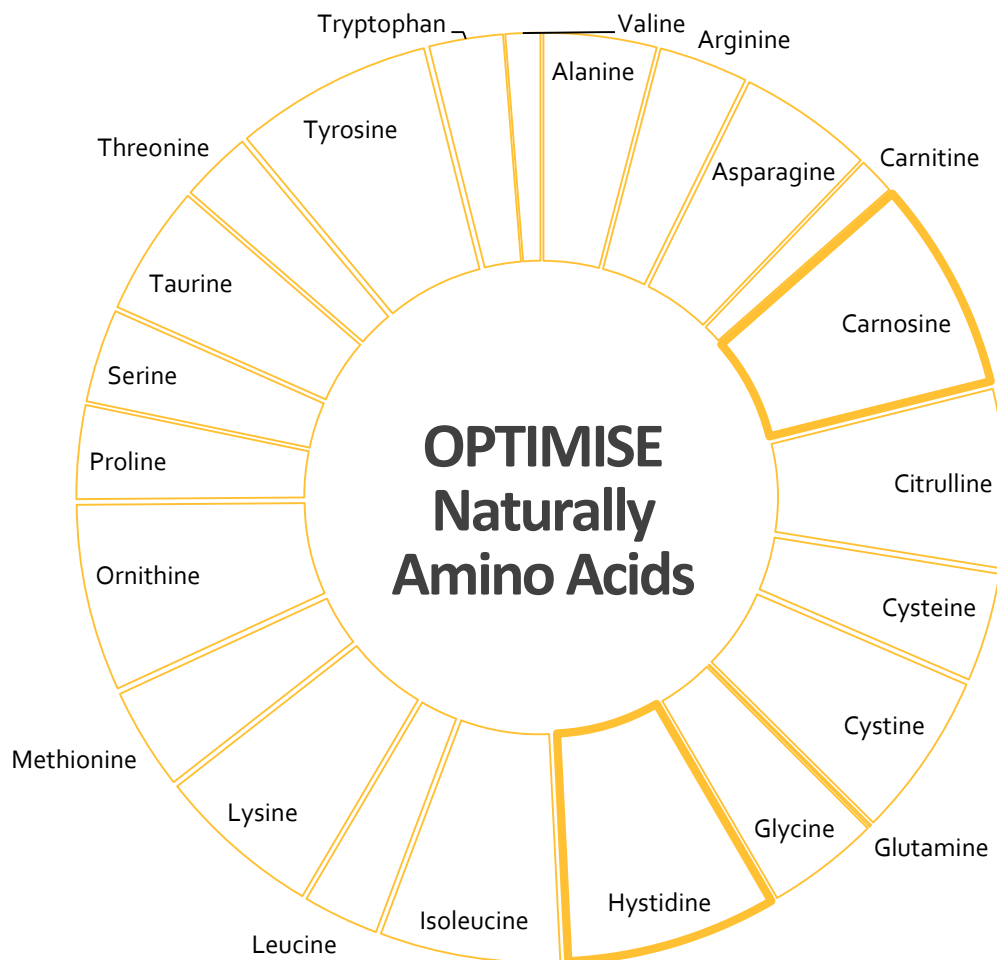 Tryptophan
Valine
Alanine
Arginine
Asparagine
Carnitine
Carnosine
Citrulline
Cysteine
Cystine
Glutamine
Glycine
Hystidine
Isoleucine
Leucine
Lysine
Methionine
Ornithine
Proline
Serine
Taurine
Threonine
Tyrosine
OPTIMISE
Naturally
Amino Acids